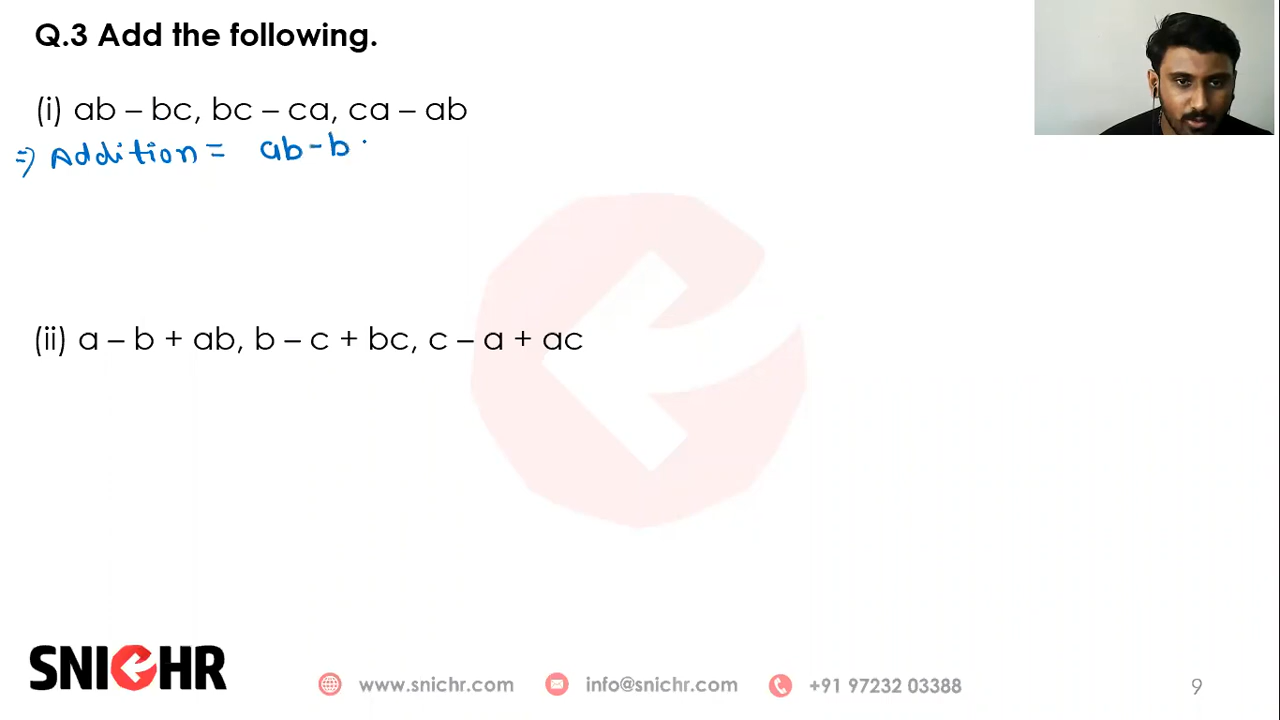 Q.3 Add the following.
(i) ab – bc, bc – ca, ca – ab
⇒ Addition = ab - b
(ii) a – b + ab, b – c + bc, c – a + ac
SNICHR
www.snichr.com
info@snichr.com
+91 97232 03388
9